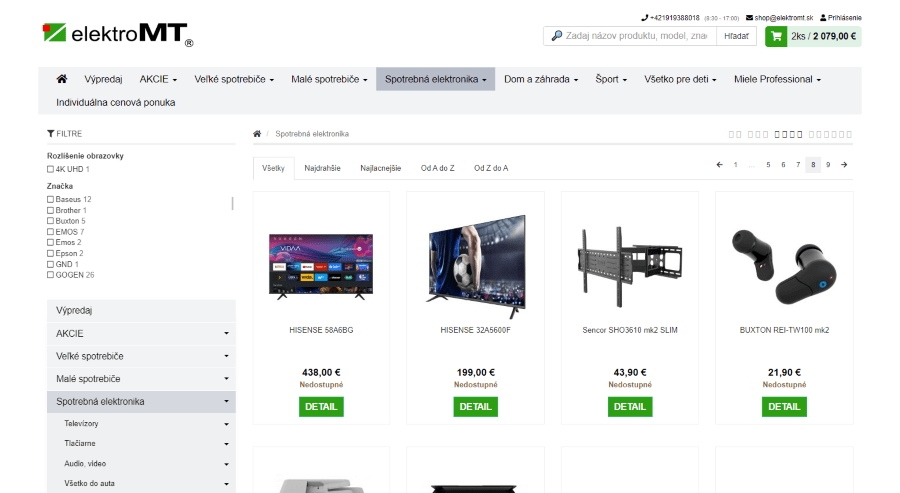 +421919388018 (9:30 - 17:00) shop@elektromt.sk Prihlásenie
elektroMT®
Zadaj názov produktu, model, znač
Hľadať
2ks / 2 079,00 €
Výpredaj AKCIE Veľké spotrebiče Malé spotrebiče Spotrebná elektronika Dom a záhrada Šport Všetko pre deti Miele Professional
Individuálna cenová ponuka
FILTRE
Rozlíšenie obrazovky
4K UHD 1
Značka
Baseus 12
Brother 1
Buxton 5
EMOS 7
Emos 2
Epson 2
GND 1
GOGEN 26
Výpredaj
AKCIE
Veľké spotrebiče
Malé spotrebiče
Spotrebná elektronika
Televízory
Tlačiarne
Audio, video
Všetko do auta
/ Spotrebná elektronika
Všetky Najdrahšie Najlacnejšie Od A do Z Od Z do A
1 ... 5 6 7 8 9
VIDAA
HISENSE 58A6BG
438,00 €
Nedostupné
DETAIL
HISENSE 32A5600F
199,00 €
Nedostupné
DETAIL
Sencor SHO3610 mk2 SLIM
43,90 €
Nedostupné
DETAIL
BUXTON REI-TW100 mk2
21,90 €
Nedostupné
DETAIL